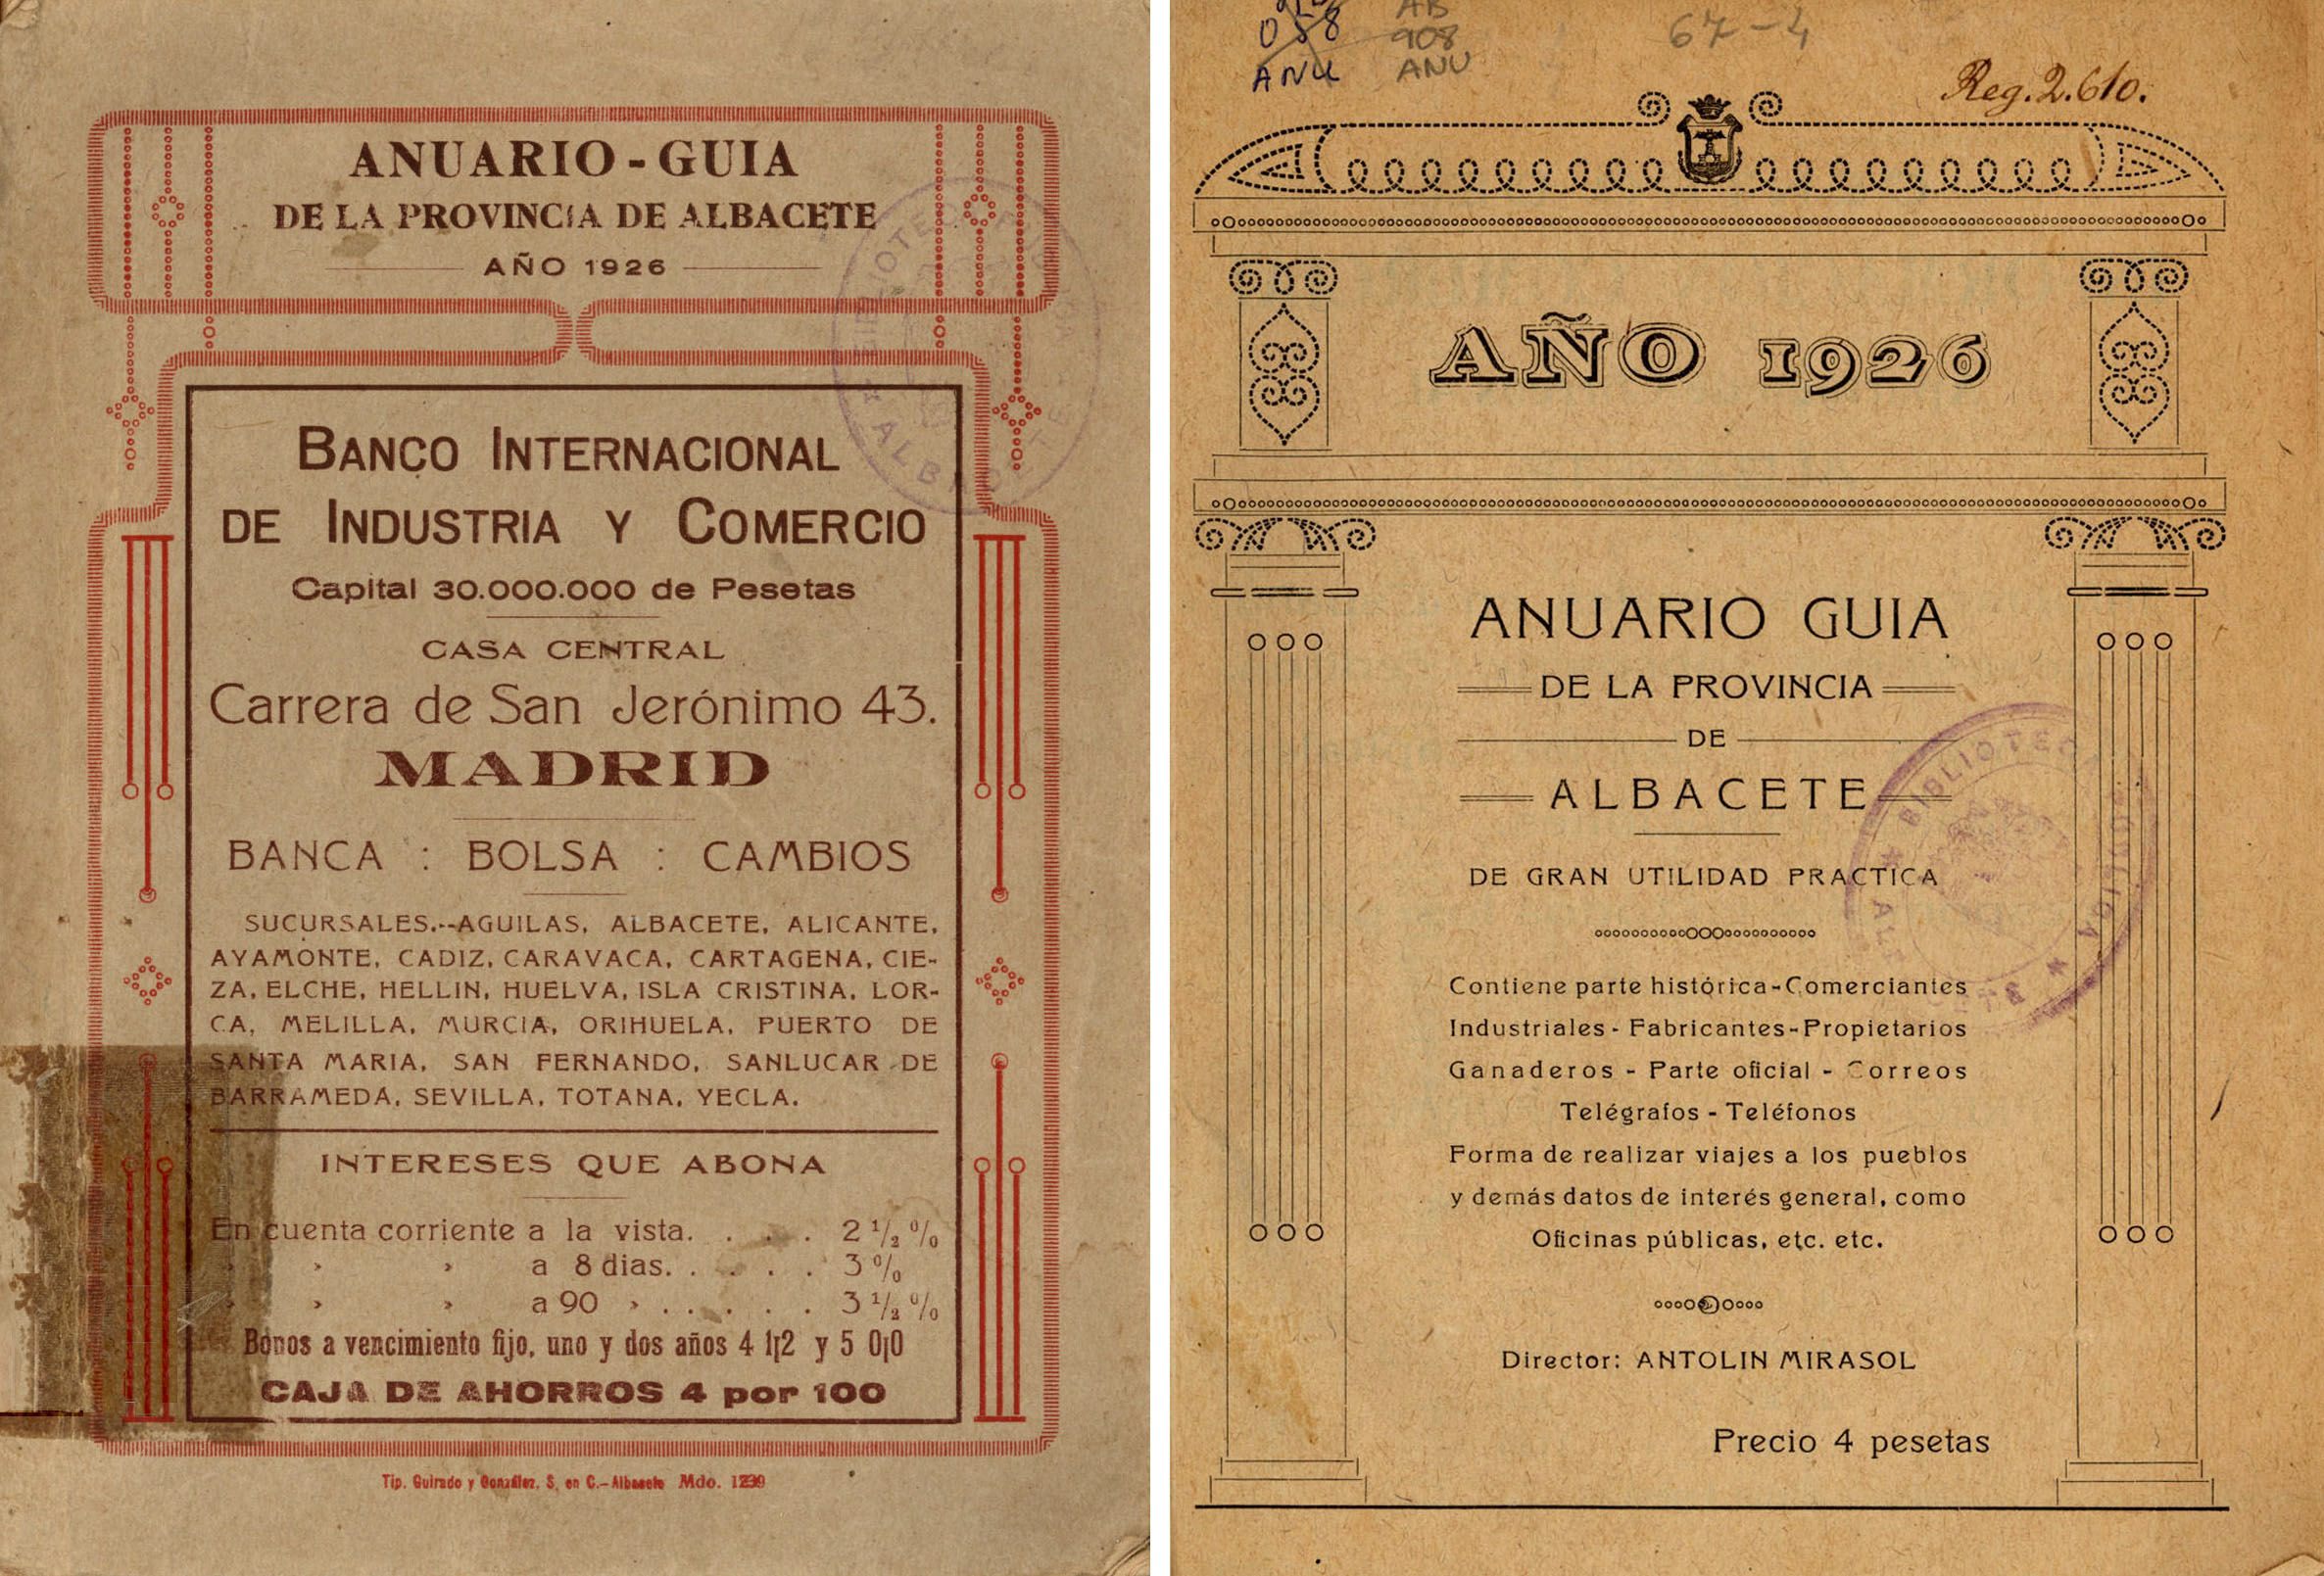 ANUARIO - GUIA
DE LA PROVINCIA DE ALBACETE
AÑO 1926
BANCO INTERNACIONAL
DE INDUSTRIA Y COMERCIO
Capital 30.000.000 de Pesetas
CASA CENTRAL
Carrera de San Jerónimo 43.
MADRID
BANCA : BOLSA : CAMBIOS
SUCURSALES.--AGUILAS, ALBACETE, ALICANTE,
AYAMONTE, CADIZ, CARAVACA, CARTAGENA, CIE-
ZA, ELCHE, HELLIN, HUELVA, ISLA CRISTINA, LOR-
CA, MELILLA, MURCIA, ORIHUELA, PUERTO DE
SANTA MARIA, SAN FERNANDO, SANLUCAR DE
BARRAMEDA, SEVILLA, TOTANA, YECLA.
INTERESES QUE ABONA
En cuenta corriente a la vista. . . . 2 1/2 %
» » » a 8 dias. . . . . 3 %
» » » a 90 » . . . . . 3 1/2 %
Bonos a vencimiento fijo, uno y dos años 4 1¡2 y 5 0¡0
CAJA DE AHORROS 4 por 100
Tip. Guirado y González, S. en C.-Albacete Mdo.
BIBLIOTE
ALB
058
ANU
AB
908
ANU
67-4
Reg. 2.610.
AÑO 1926
ANUARIO GUIA
DE LA PROVINCIA
DE
ALBACETE
DE GRAN UTILIDAD PRACTICA
Contiene parte histórica-Comerciantes
Industriales - Fabricantes-Propietarios
Ganaderos - Parte oficial - Correos
Telégrafos - Teléfonos
Forma de realizar viajes a los pueblos
y demás datos de interés general, como
Oficinas públicas, etc. etc.
Director: ANTOLIN MIRASOL
Precio 4 pesetas
BIBLIOTEC